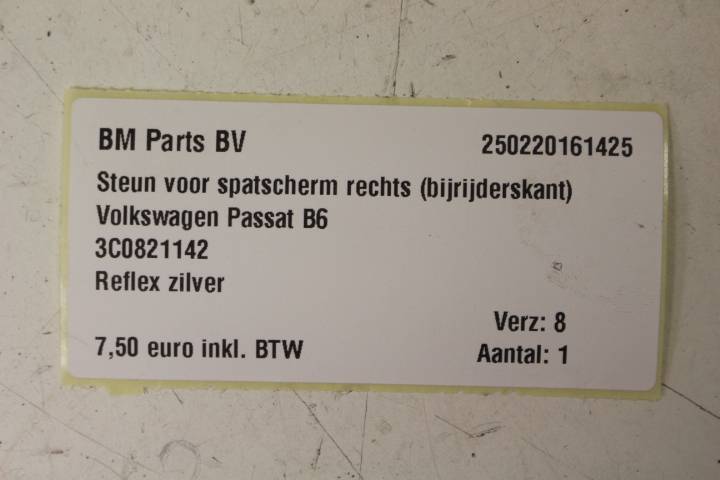 BM Parts BV 250220161425
Steun voor spatscherm rechts (bijrijderskant)
Volkswagen Passat B6
3C0821142
Reflex zilver
Verz: 8
7,50 euro inkl. BTW Aantal: 1